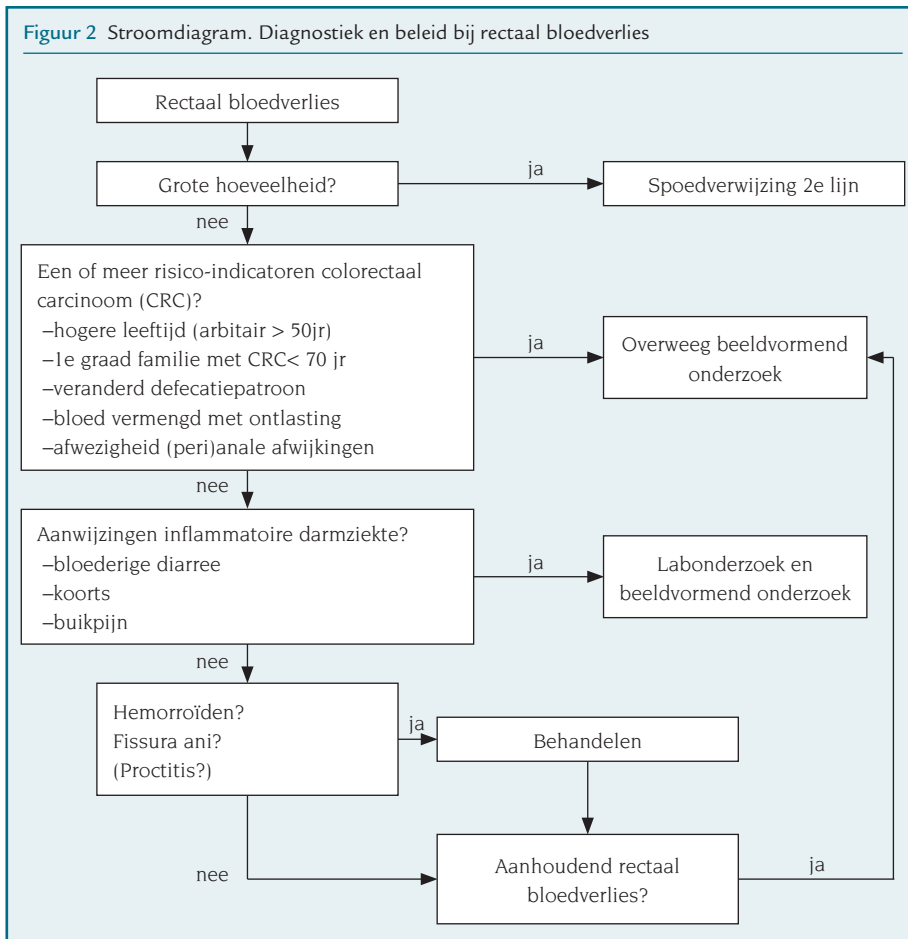 Figuur 2 Stroomdiagram. Diagnostiek en beleid bij rectaal bloedverlies
Rectaal bloedverlies
Grote hoeveelheid?
ja
Spoedverwijzing 2e lijn
nee
Een of meer risico-indicatoren colorectaal
carcinoom (CRC)?
–hogere leeftijd (arbitair > 50jr)
–1e graad familie met CRC< 70 jr
–veranderd defecatiepatroon
–bloed vermengd met ontlasting
–afwezigheid (peri)anale afwijkingen
ja
Overweeg beeldvormend
onderzoek
nee
Aanwijzingen inflammatoire darmziekte?
–bloederige diarree
–koorts
–buikpijn
ja
Labonderzoek en
beeldvormend onderzoek
nee
Hemorroïden?
Fissura ani?
(Proctitis?)
ja
Behandelen
nee
Aanhoudend rectaal
bloedverlies?
ja